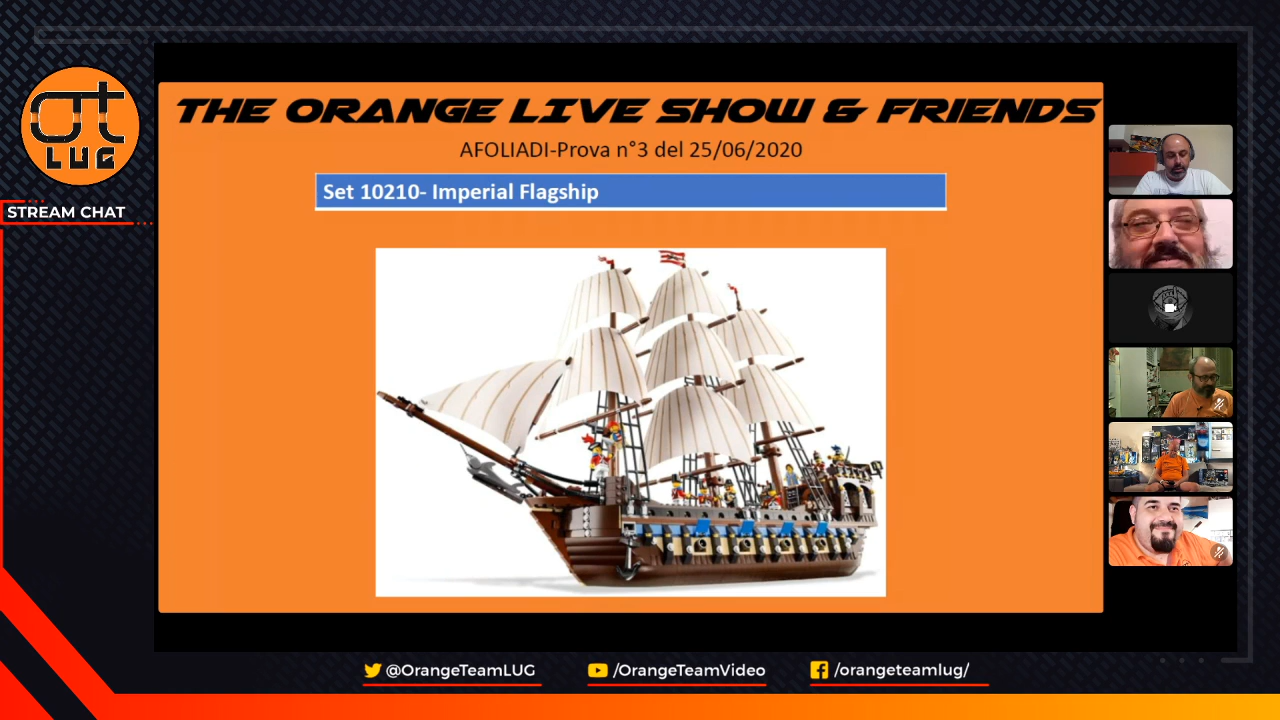 ot
LUG
STREAM CHAT
THE ORANGE LIVE SHOW & FRIENDS
AFOLIADI-Prova n°3 del 25/06/2020
Set 10210- Imperial Flagship
@OrangeTeamLUG
/OrangeTeamVideo
/orangeteamlug/